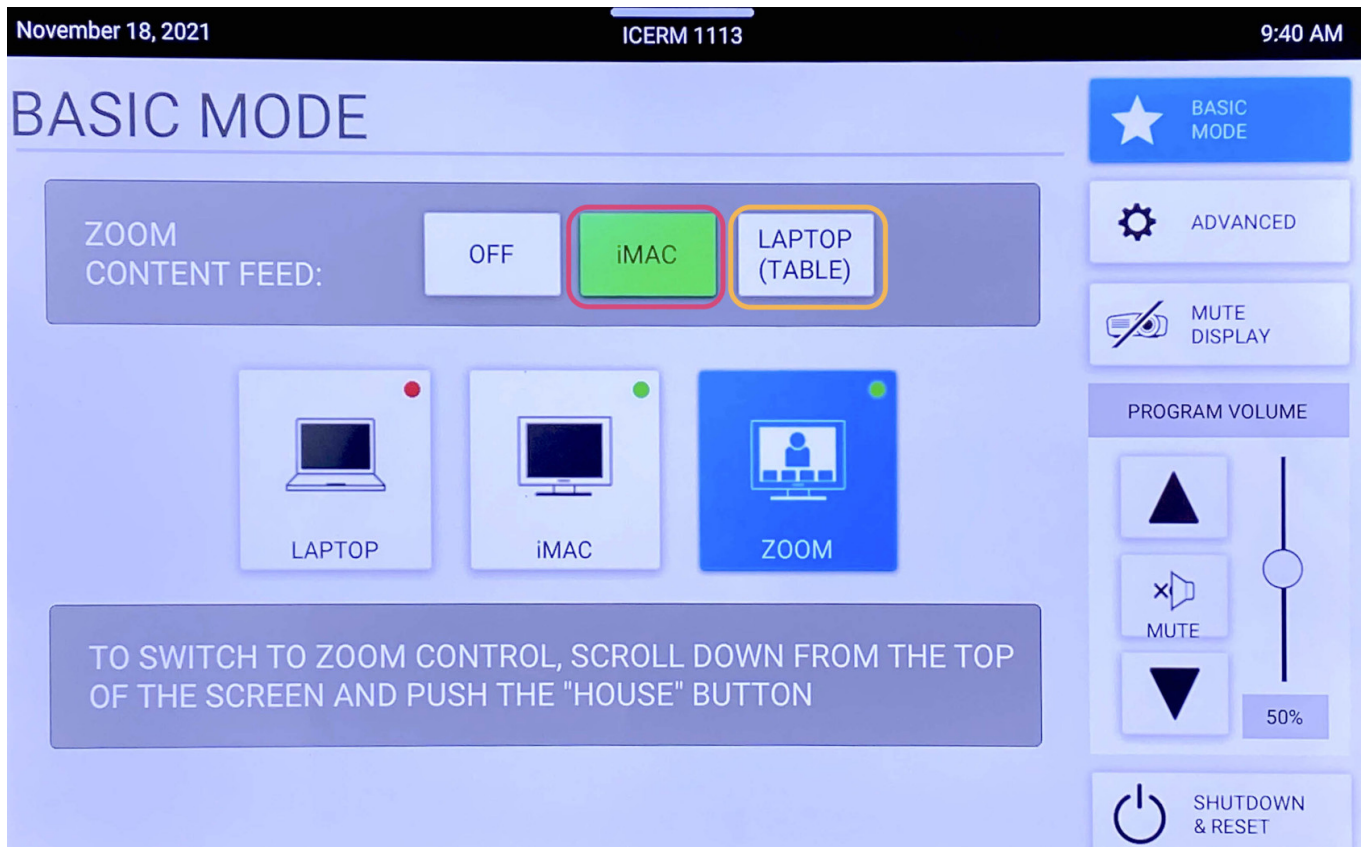 November 18, 2021
ICERM 1113
9:40 AM
BASIC MODE
ZOOM
CONTENT FEED:
OFF
iMAC
LAPTOP
(TABLE)
LAPTOP
iMAC
ZOOM
TO SWITCH TO ZOOM CONTROL, SCROLL DOWN FROM THE TOP
OF THE SCREEN AND PUSH THE "HOUSE" BUTTON
BASIC
MODE
ADVANCED
MUTE
DISPLAY
PROGRAM VOLUME
MUTE
50%
SHUTDOWN
& RESET